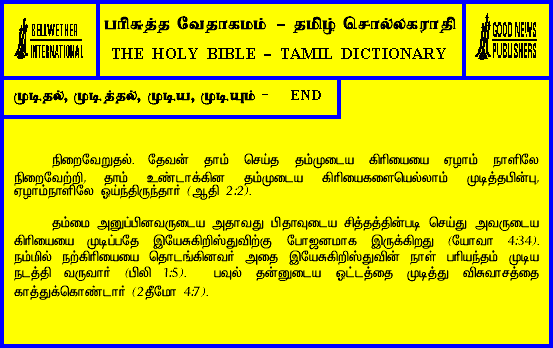 BELLWETHER
INTERNATIONAL
பரிசுத்த வேதாகமம் - தமிழ் சொல்லகராதி
THE HOLY BIBLE - TAMIL DICTIONARY
GOOD NEWS
PUBLISHERS
முடிதல், முடித்தல், முடிய, முடியும் - END
நிறைவேறுதல். தேவன் தாம் செய்த தம்முடைய கிரியையை ஏழாம் நாளிலே
நிறைவேற்றி, தாம் உண்டாக்கின தம்முடைய கிரியைகளையெல்லாம் முடித்தபின்பு,
ஏழாம்நாளிலே ஓய்ந்திருந்தார் (ஆதி 2:2).
தம்மை அனுப்பினவருடைய அதாவது பிதாவுடைய சித்தத்தின்படி செய்து அவருடைய
கிரியையை முடிப்பதே இயேசுகிறிஸ்துவிற்கு போஜனமாக இருக்கிறது (யோவா 4:34).
நம்மில் நற்கிரியையை தொடங்கினவர் அதை இயேசுகிறிஸ்துவின் நாள் பரியந்தம் முடிய
நடத்தி வருவார் (பிலி 1:5). பவுல் தன்னுடைய ஓட்டத்தை முடித்து விசுவாசத்தை
காத்துக்கொண்டார் (2தீமோ 4:7).